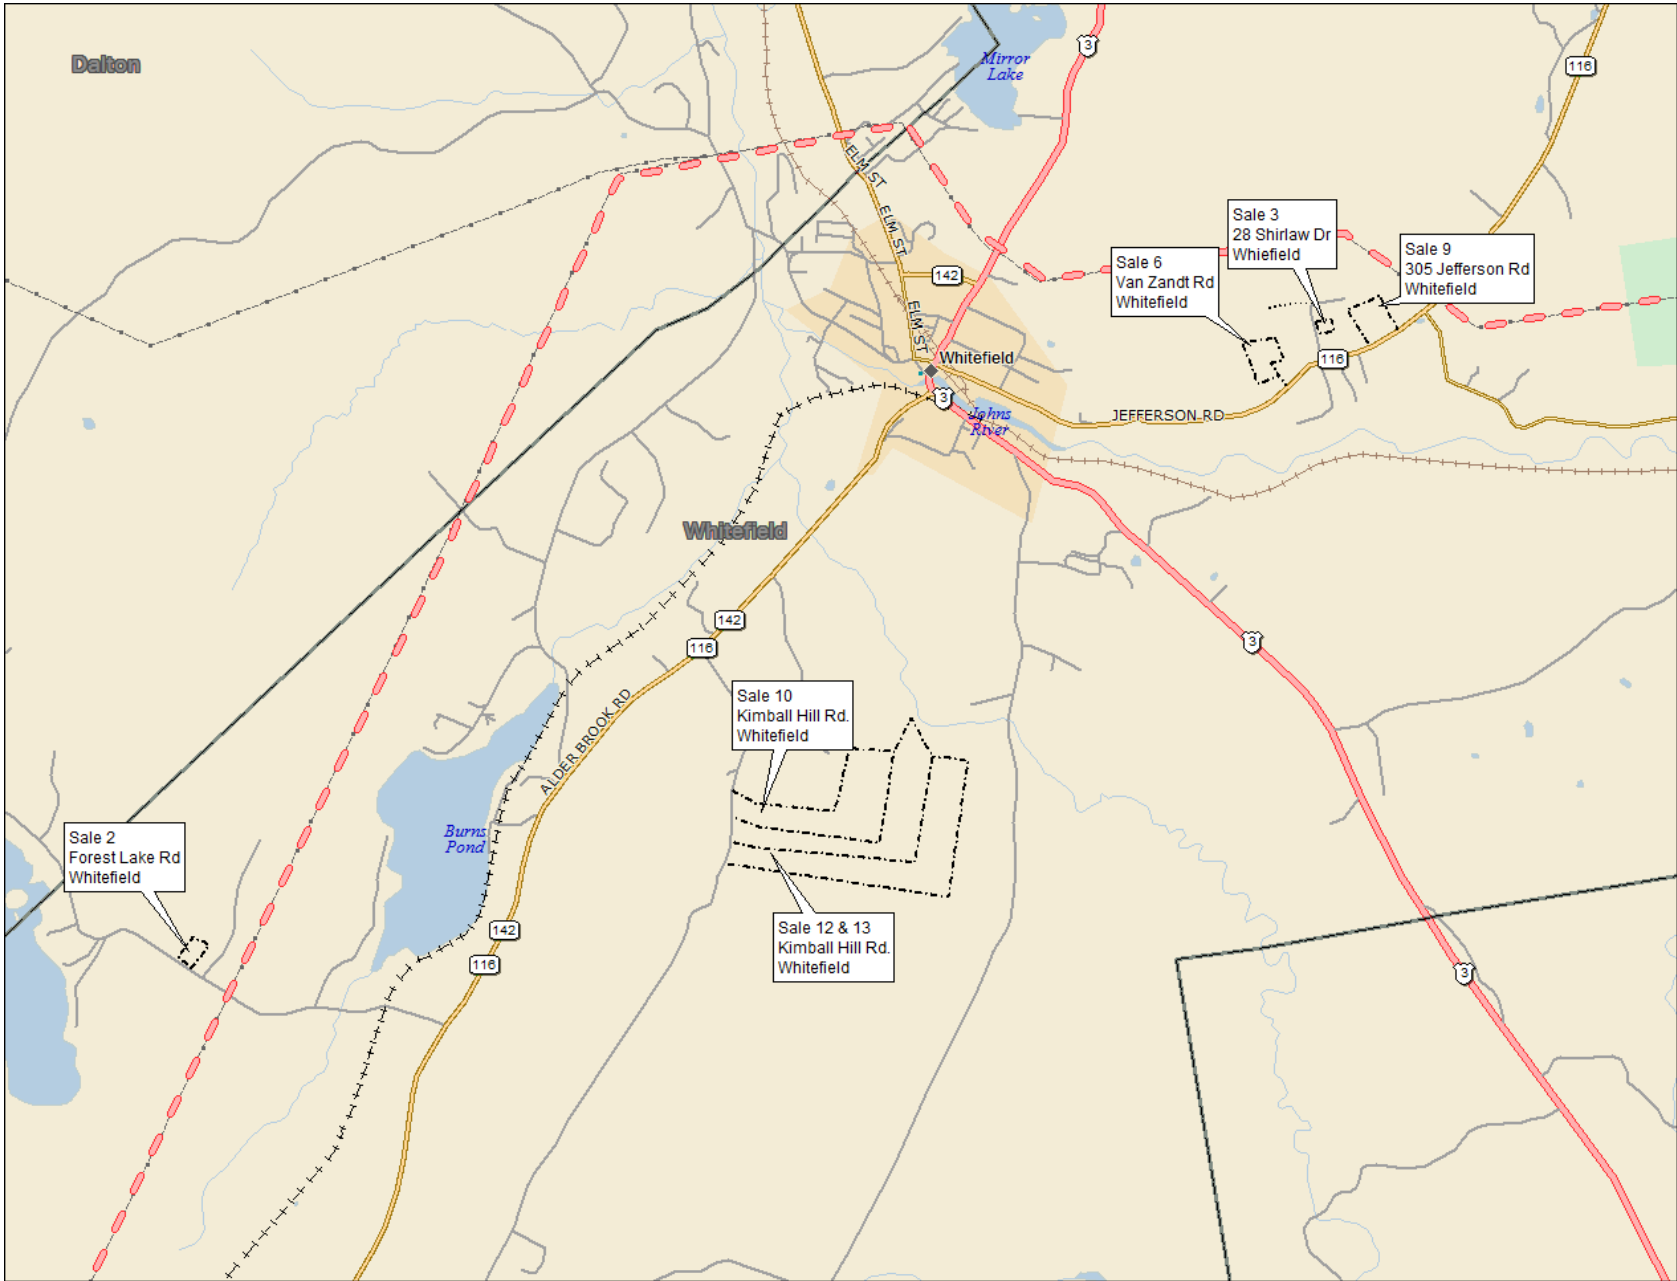 Dalton
Mirror
Lake
3
116
ELM ST
ELM ST
142
ELM ST
Sale 3
28 Shirlaw Dr
Whiefield
Sale 9
305 Jefferson Rd
Whitefield
Sale 6
Van Zandt Rd
Whitefield
Whitefield
116
3
Johns
River
JEFFERSON RD
Whitefield
142
116
3
Sale 10
Kimball Hill Rd.
Whitefield
ALDER BROOK RD
Burns
Pond
Sale 2
Forest Lake Rd
Whitefield
Sale 12 & 13
Kimball Hill Rd.
Whitefield
142
116
3